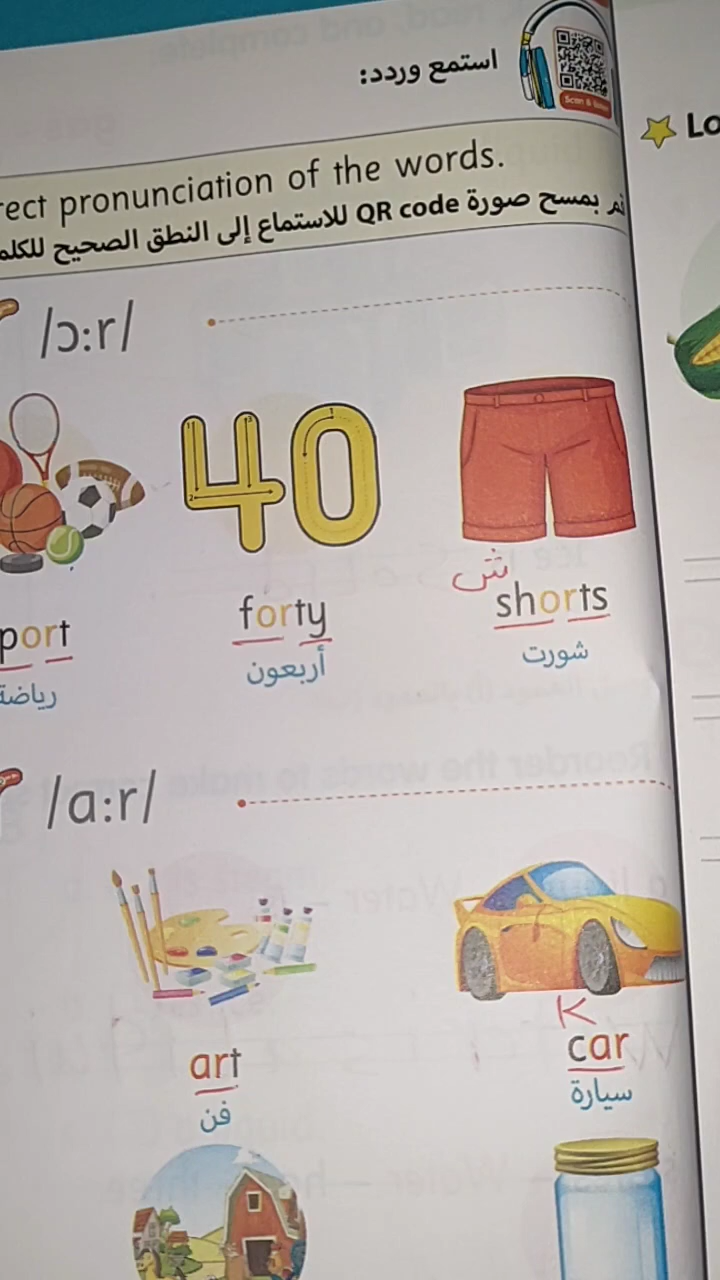 استمع وردد:
Scan &
Lo
rect pronunciation of the words.
بمسح صورة QR code للاستماع إلى النطق الصحيح للكلم
/ɔ:r/
40
ش
port forty shorts
رياضة أربعون شورت
/ɑ:r/
K
art car
فن سيارة